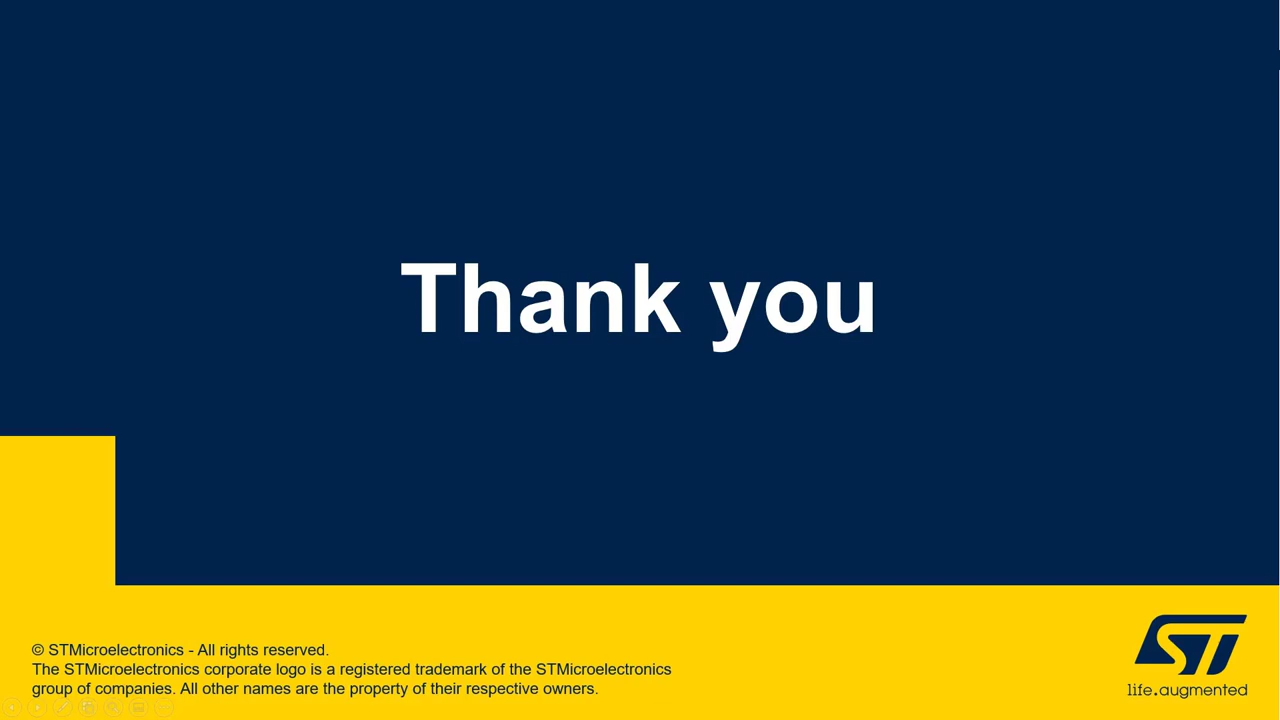 Thank you
© STMicroelectronics - All rights reserved.
The STMicroelectronics corporate logo is a registered trademark of the STMicroelectronics
group of companies. All other names are the property of their respective owners.
ST
life.augmented